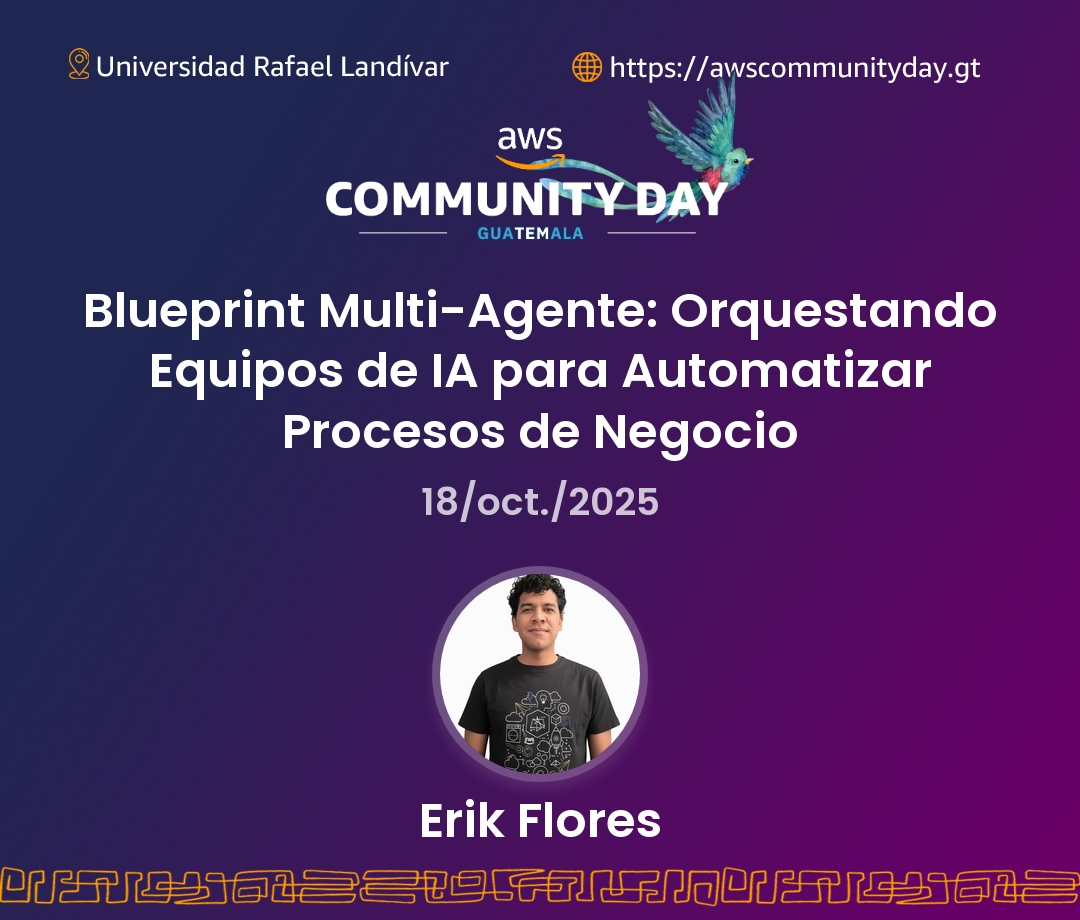 Universidad Rafael Landívar
https://awscommunityday.gt
aws
COMMUNITY DAY
GUATEMALA
Blueprint Multi-Agente: Orquestando
Equipos de IA para Automatizar
Procesos de Negocio
18/oct./2025
Erik Flores